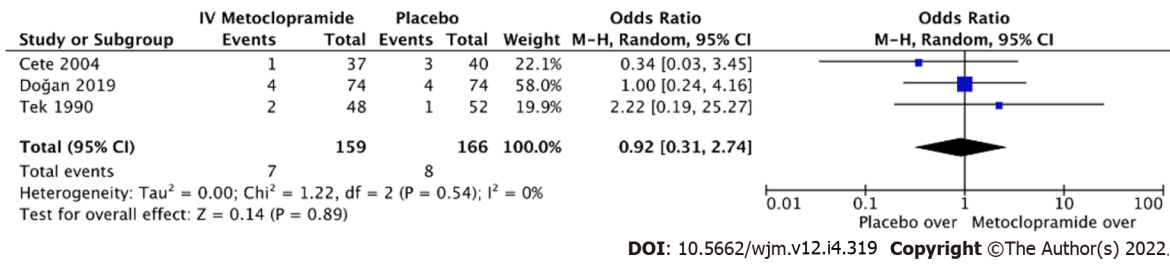 IV Metoclopramide Placebo Odds Ratio Odds Ratio
Study or Subgroup Events Total Events Total Weight M-H, Random, 95% CI M-H, Random, 95% CI
Cete 2004 1 37 3 40 22.1% 0.34 [0.03, 3.45]
Doğan 2019 4 74 4 74 58.0% 1.00 [0.24, 4.16]
Tek 1990 2 48 1 52 19.9% 2.22 [0.19, 25.27]
Total (95% CI) 159 166 100.0% 0.92 [0.31, 2.74]
Total events 7 8
Heterogeneity: Tau² = 0.00; Chi² = 1.22, df = 2 (P = 0.54); I² = 0%
Test for overall effect: Z = 0.14 (P = 0.89)
0.01 0.1 1 10 100
Placebo over Metoclopramide over
DOI: 10.5662/wjm.v12.i4.319 Copyright ©The Author(s) 2022.